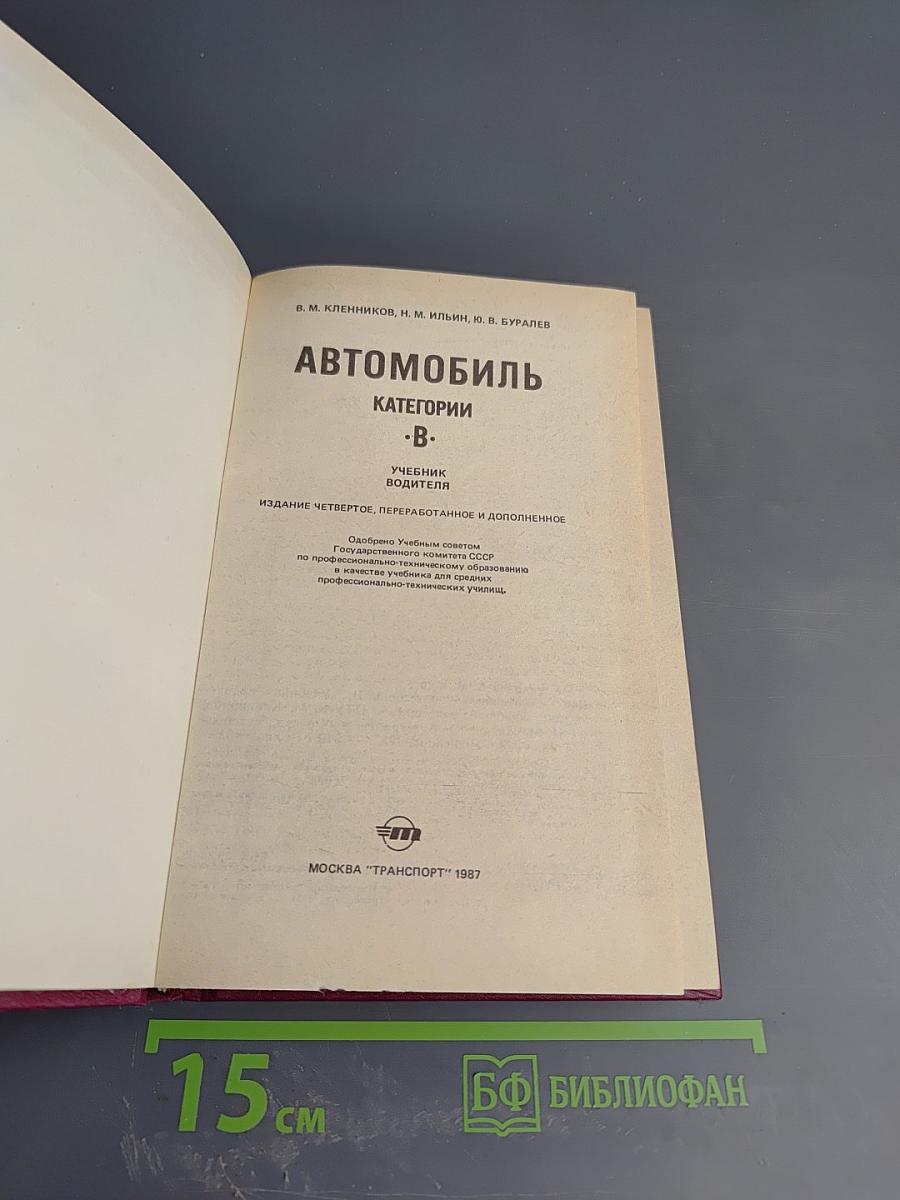 В. М. КЛЕННИКОВ, Н. М. ИЛЬИН, Ю. В. БУРАЛЕВ
АВТОМОБИЛЬ
КАТЕГОРИИ
·В·
УЧЕБНИК
ВОДИТЕЛЯ
ИЗДАНИЕ ЧЕТВЕРТОЕ, ПЕРЕРАБОТАННОЕ И ДОПОЛНЕННОЕ
Одобрено Учебным советом
Государственного комитета СССР
по профессионально-техническому образованию
в качестве учебника для средних
профессионально-технических училищ.
т
МОСКВА "ТРАНСПОРТ" 1987
15 см
БФ БИБЛИОФАН